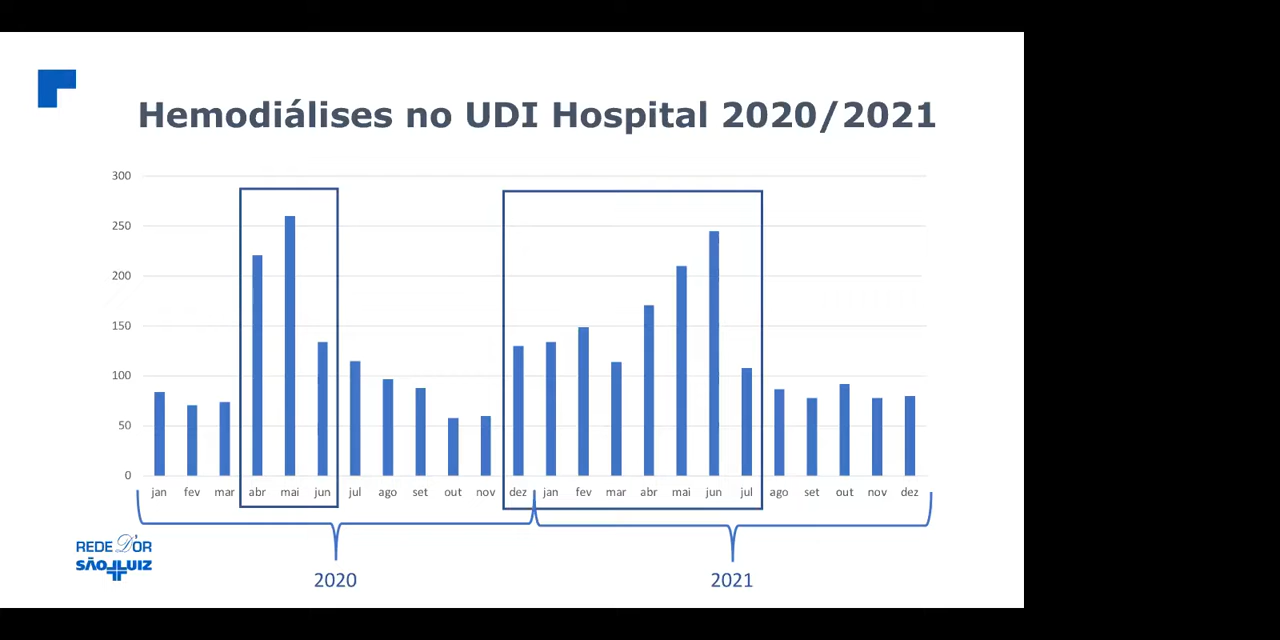 Hemodiálises no UDI Hospital 2020/2021
300
250
200
150
100
50
0
jan fev mar abr mai jun jul ago set out nov dez jan fev mar abr mai jun jul ago set out nov dez
REDE D'OR
SÃO LUIZ
2020 2021